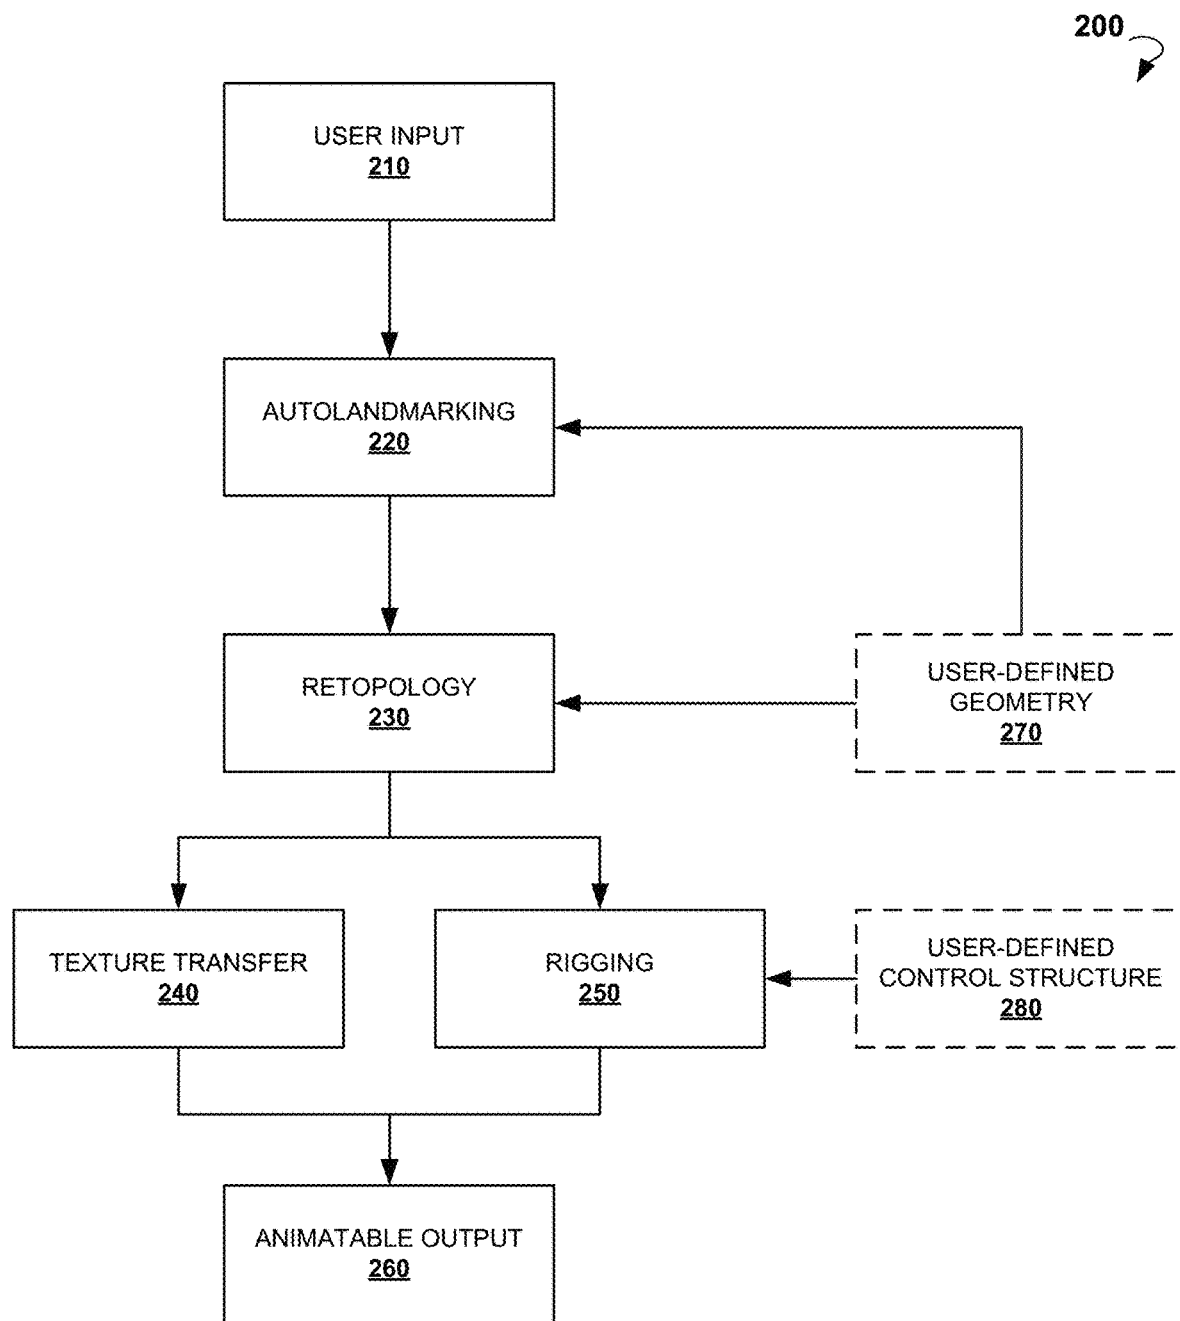 200
USER INPUT
210
AUTOLANDMARKING
220
RETOPOLOGY
230
USER-DEFINED
GEOMETRY
270
TEXTURE TRANSFER
240
RIGGING
250
USER-DEFINED
CONTROL STRUCTURE
280
ANIMATABLE OUTPUT
260